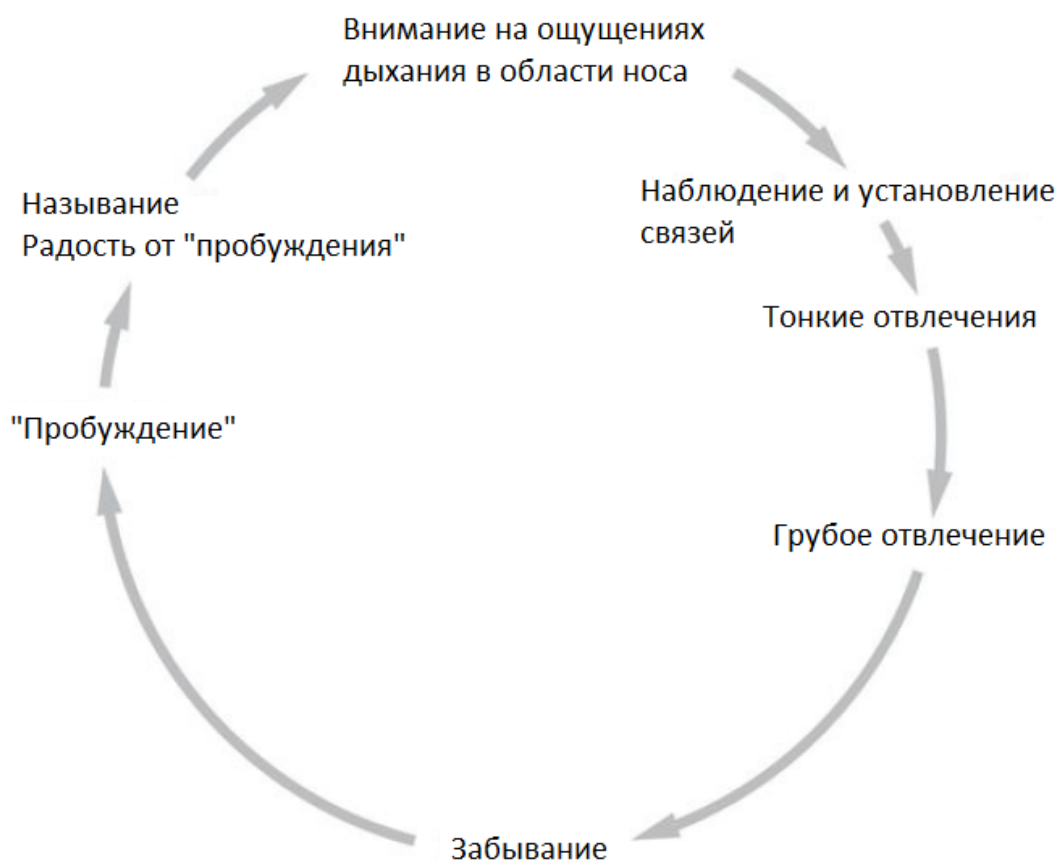 Внимание на ощущениях
дыхания в области носа
Наблюдение и установление
связей
Тонкие отвлечения
Грубое отвлечение
Забывание
"Пробуждение"
Называние
Радость от "пробуждения"